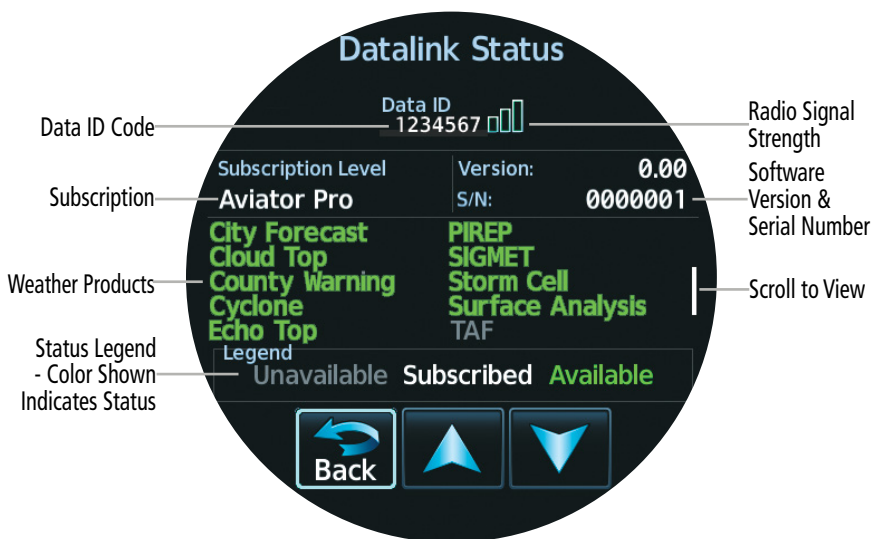 Datalink Status
Data ID
1234567
Data ID Code
Radio Signal
Strength
Subscription Level
Version: 0.00
Subscription
Aviator Pro
S/N: 0000001
Software
Version &
Serial Number
City Forecast PIREP
Cloud Top SIGMET
Weather Products
County Warning Storm Cell
Scroll to View
Cyclone Surface Analysis
Echo Top TAF
Status Legend
- Color Shown
Indicates Status
Legend
Unavailable Subscribed Available
Back